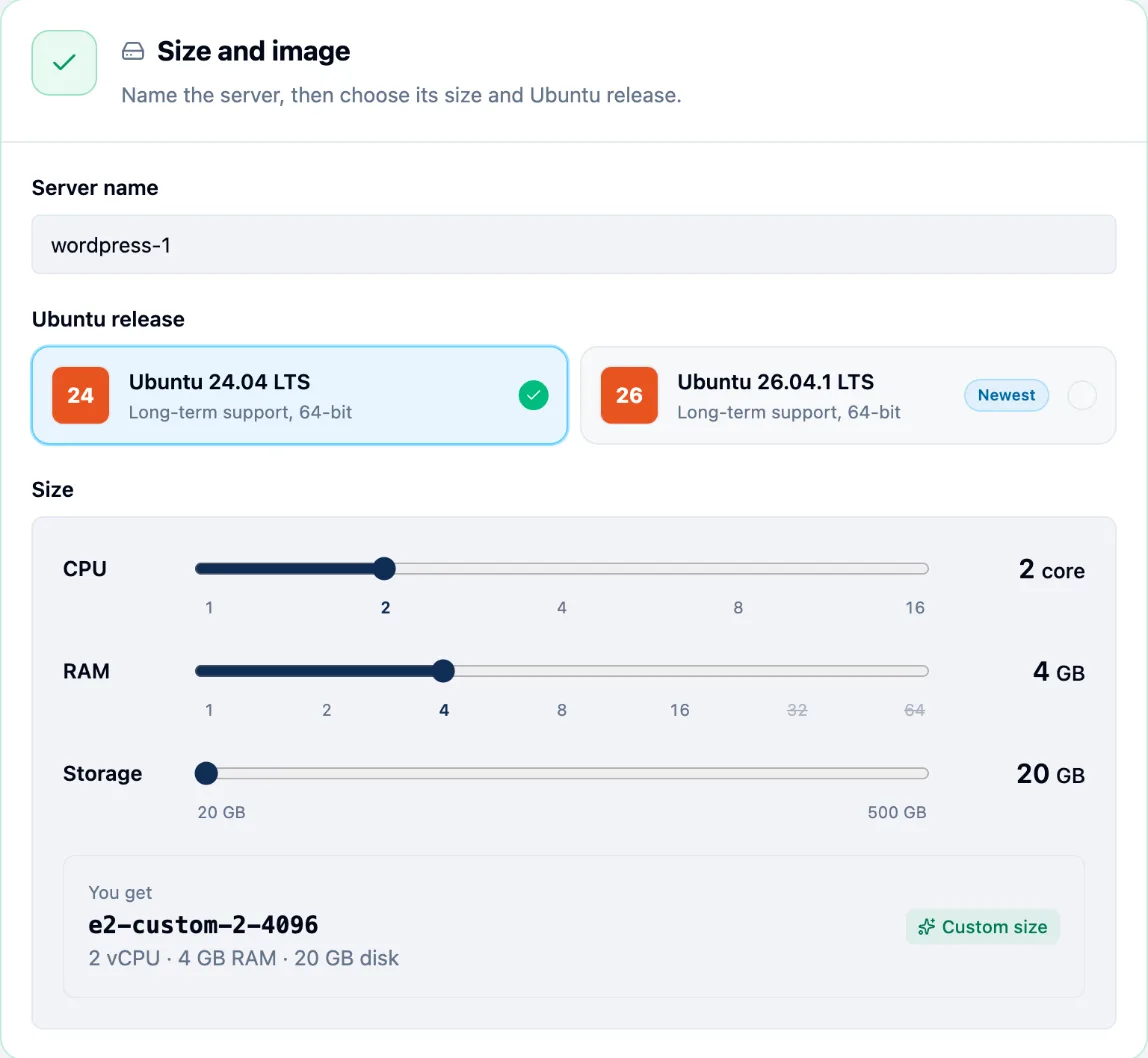 Size and image
Name the server, then choose its size and Ubuntu release.
Server name
wordpress-1
Ubuntu release
24
Ubuntu 24.04 LTS
Long-term support, 64-bit
26
Ubuntu 26.04.1 LTS
Long-term support, 64-bit
Newest
Size
CPU
2 core
1 2 4 8 16
RAM
4 GB
1 2 4 8 16 32 64
Storage
20 GB
20 GB 500 GB
You get
e2-custom-2-4096
2 vCPU · 4 GB RAM · 20 GB disk
Custom size